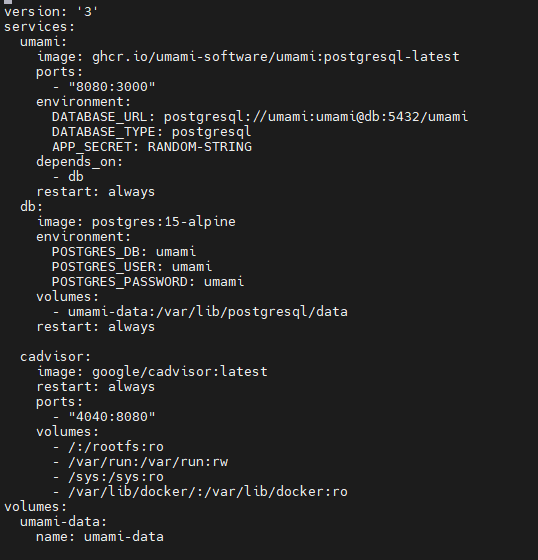 version: '3'
services:
  umami:
    image: ghcr.io/umami-software/umami:postgresql-latest
    ports:
      - "8080:3000"
    environment:
      DATABASE_URL: postgresql://umami:umami@db:5432/umami
      DATABASE_TYPE: postgresql
      APP_SECRET: RANDOM-STRING
    depends_on:
      - db
    restart: always
  db:
    image: postgres:15-alpine
    environment:
      POSTGRES_DB: umami
      POSTGRES_USER: umami
      POSTGRES_PASSWORD: umami
    volumes:
      - umami-data:/var/lib/postgresql/data
    restart: always

  cadvisor:
    image: google/cadvisor:latest
    restart: always
    ports:
      - "4040:8080"
    volumes:
      - /:/rootfs:ro
      - /var/run:/var/run:rw
      - /sys:/sys:ro
      - /var/lib/docker/:/var/lib/docker:ro
volumes:
  umami-data:
    name: umami-data